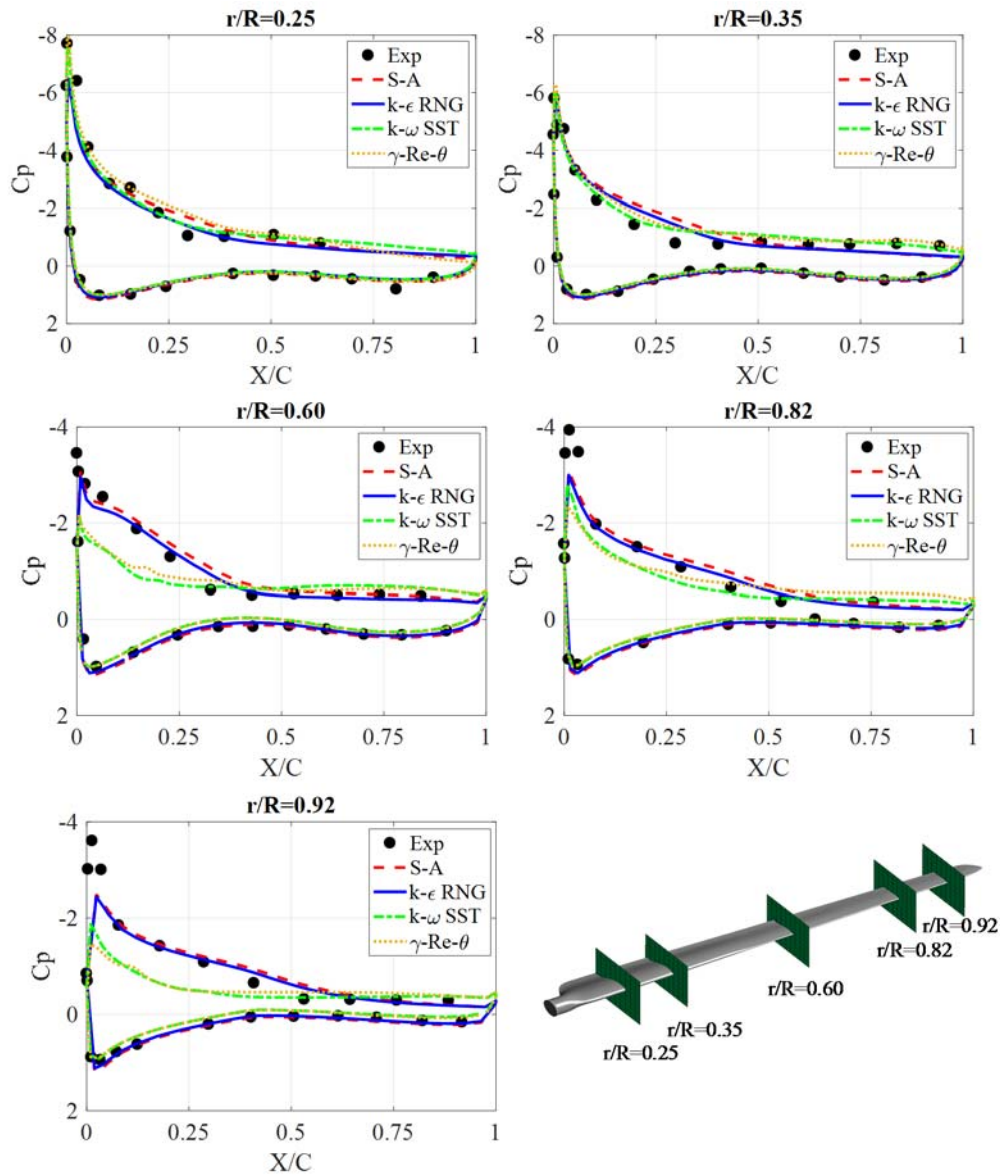 r/R=0.25
-8
-6
-4
-2
0
2
Cp
0 0.25 0.5 0.75 1
X/C
Exp
S-A
k-ϵ RNG
k-ω SST
γ-Re-θ
r/R=0.35
-8
-6
-4
-2
0
2
Cp
0 0.25 0.5 0.75 1
X/C
Exp
S-A
k-ϵ RNG
k-ω SST
γ-Re-θ
r/R=0.60
-4
-2
0
2
Cp
0 0.25 0.5 0.75 1
X/C
Exp
S-A
k-ϵ RNG
k-ω SST
γ-Re-θ
r/R=0.82
-4
-2
0
2
Cp
0 0.25 0.5 0.75 1
X/C
Exp
S-A
k-ϵ RNG
k-ω SST
γ-Re-θ
r/R=0.92
-4
-2
0
2
Cp
0 0.25 0.5 0.75 1
X/C
Exp
S-A
k-ϵ RNG
k-ω SST
γ-Re-θ
r/R=0.92
r/R=0.82
r/R=0.60
r/R=0.35
r/R=0.25